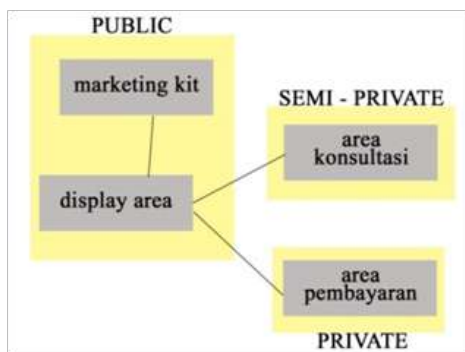 PUBLIC
marketing kit
display area
SEMI - PRIVATE
area
konsultasi
area
pembayaran
PRIVATE